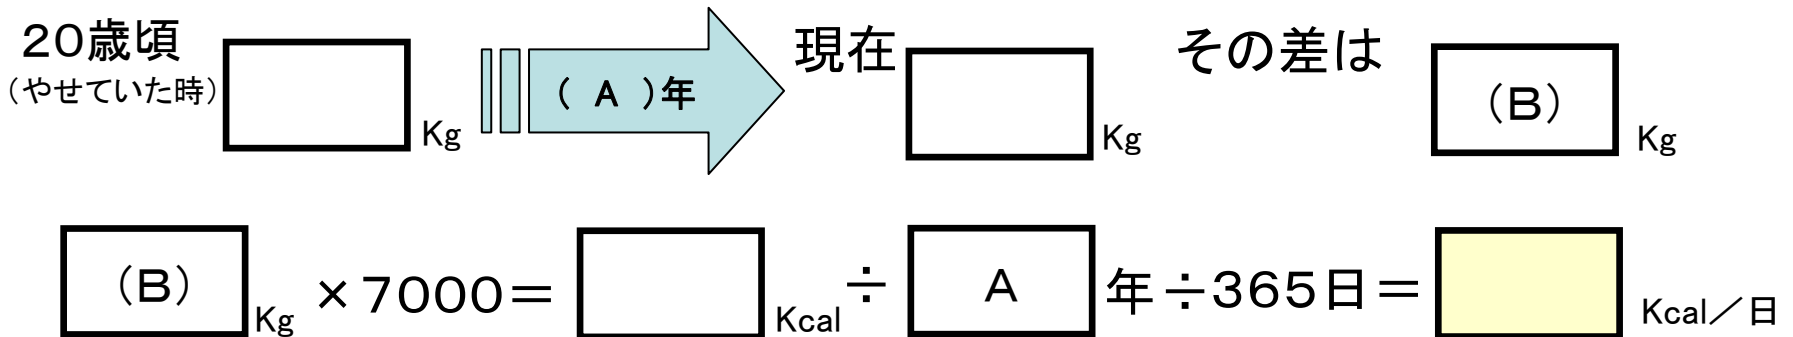 20歳頃
（やせていた時）
Kg
（ A ）年
現在
Kg
その差は
（B）
Kg
（B）
Kg
×7000＝
Kcal
÷
A
年÷365日＝
Kcal／日